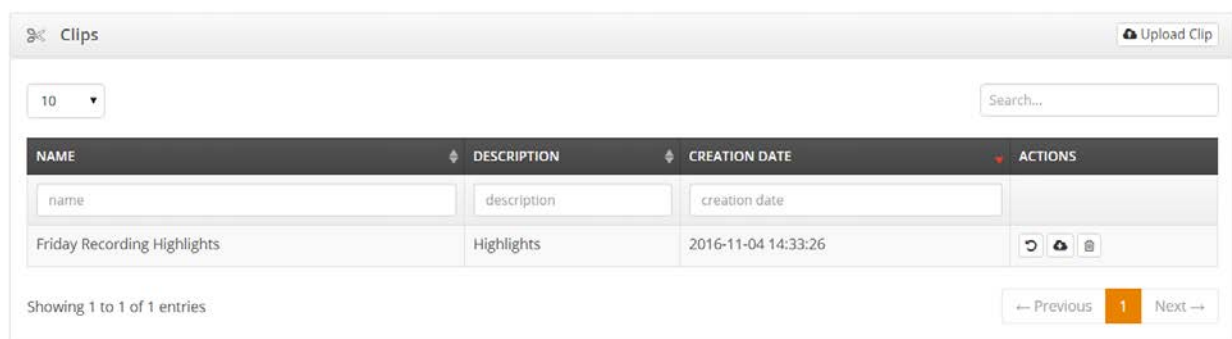 Clips Upload Clip
10 Search...
NAME DESCRIPTION CREATION DATE ACTIONS
name description creation date
Friday Recording Highlights Highlights 2016-11-04 14:33:26
Showing 1 to 1 of 1 entries ← Previous 1 Next →